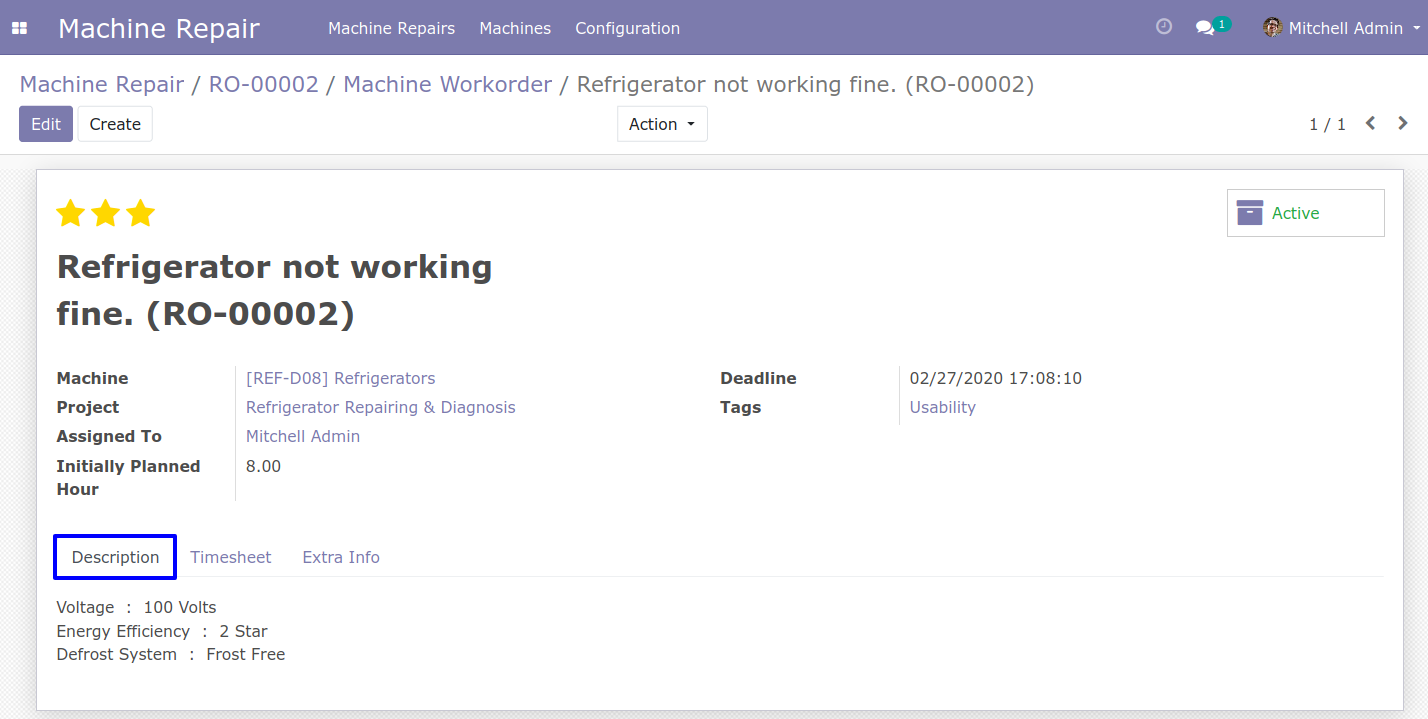 Machine Repair Machine Repairs Machines Configuration 1 Mitchell Admin
Machine Repair / RO-00002 / Machine Workorder / Refrigerator not working fine. (RO-00002)
Edit Create Action 1 / 1
Active
Refrigerator not working
fine. (RO-00002)
Machine [REF-D08] Refrigerators Deadline 02/27/2020 17:08:10
Project Refrigerator Repairing & Diagnosis Tags Usability
Assigned To Mitchell Admin
Initially Planned 8.00
Hour
Description Timesheet Extra Info
Voltage : 100 Volts
Energy Efficiency : 2 Star
Defrost System : Frost Free